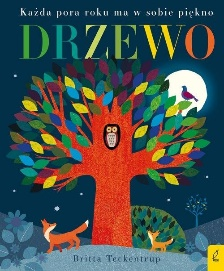 Każda pora roku ma w sobie piękno
DRZEWO
Britta Teckentrup